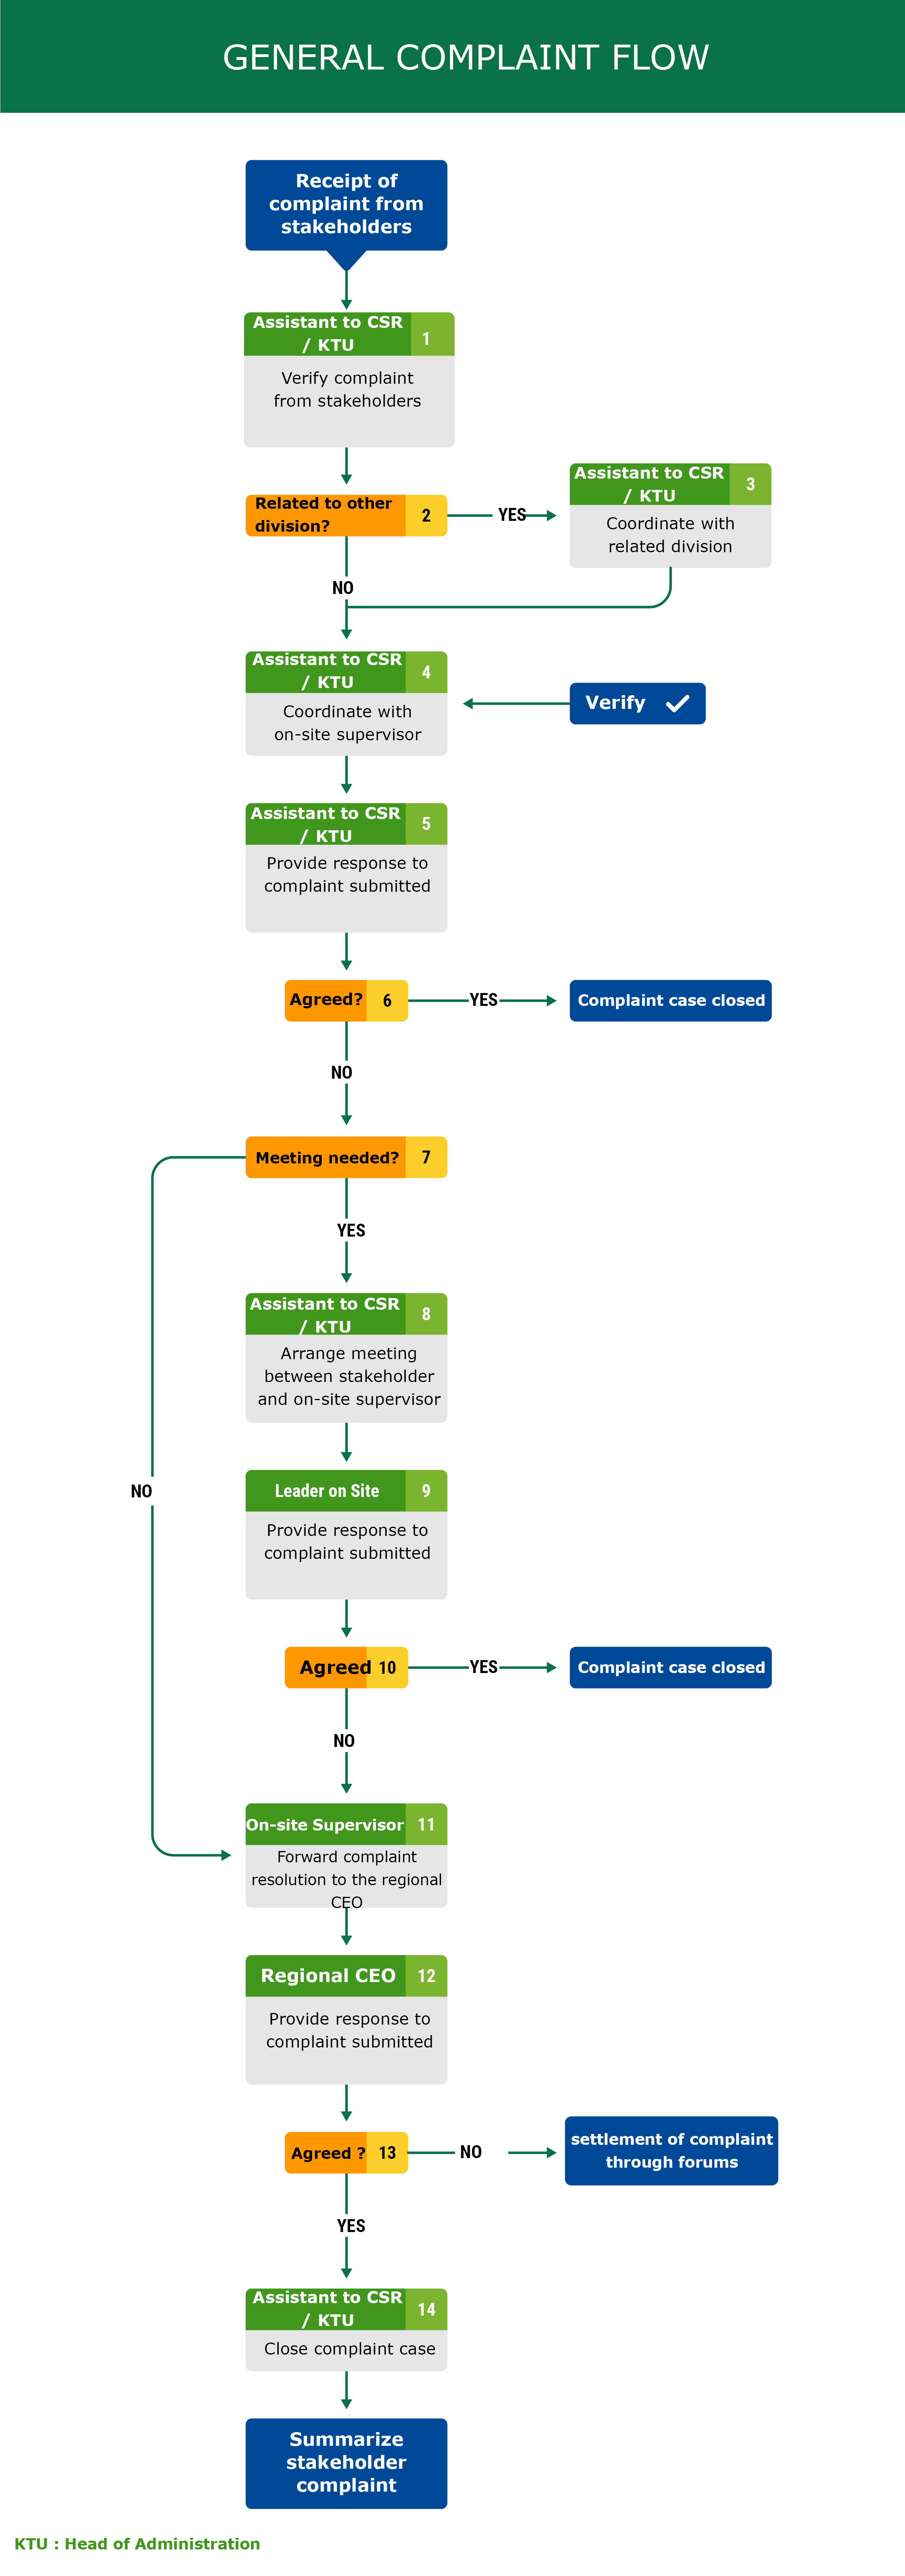 GENERAL COMPLAINT FLOW
Receipt of
complaint from
stakeholders
Assistant to CSR
/ KTU
1
Verify complaint
from stakeholders
Related to other
division?
2
YES
Assistant to CSR
/ KTU
3
Coordinate with
related division
NO
Assistant to CSR
/ KTU
4
Coordinate with
on-site supervisor
Verify
Assistant to CSR
/ KTU
5
Provide response to
complaint submitted
Agreed?
6
YES
Complaint case closed
NO
Meeting needed?
7
YES
Assistant to CSR
/ KTU
8
Arrange meeting
between stakeholder
and on-site supervisor
NO
Leader on Site
9
Provide response to
complaint submitted
Agreed
10
YES
Complaint case closed
NO
On-site Supervisor
11
Forward complaint
resolution to the regional
CEO
Regional CEO
12
Provide response to
complaint submitted
Agreed ?
13
NO
settlement of complaint
through forums
YES
Assistant to CSR
/ KTU
14
Close complaint case
Summarize
stakeholder
complaint
KTU : Head of Administration